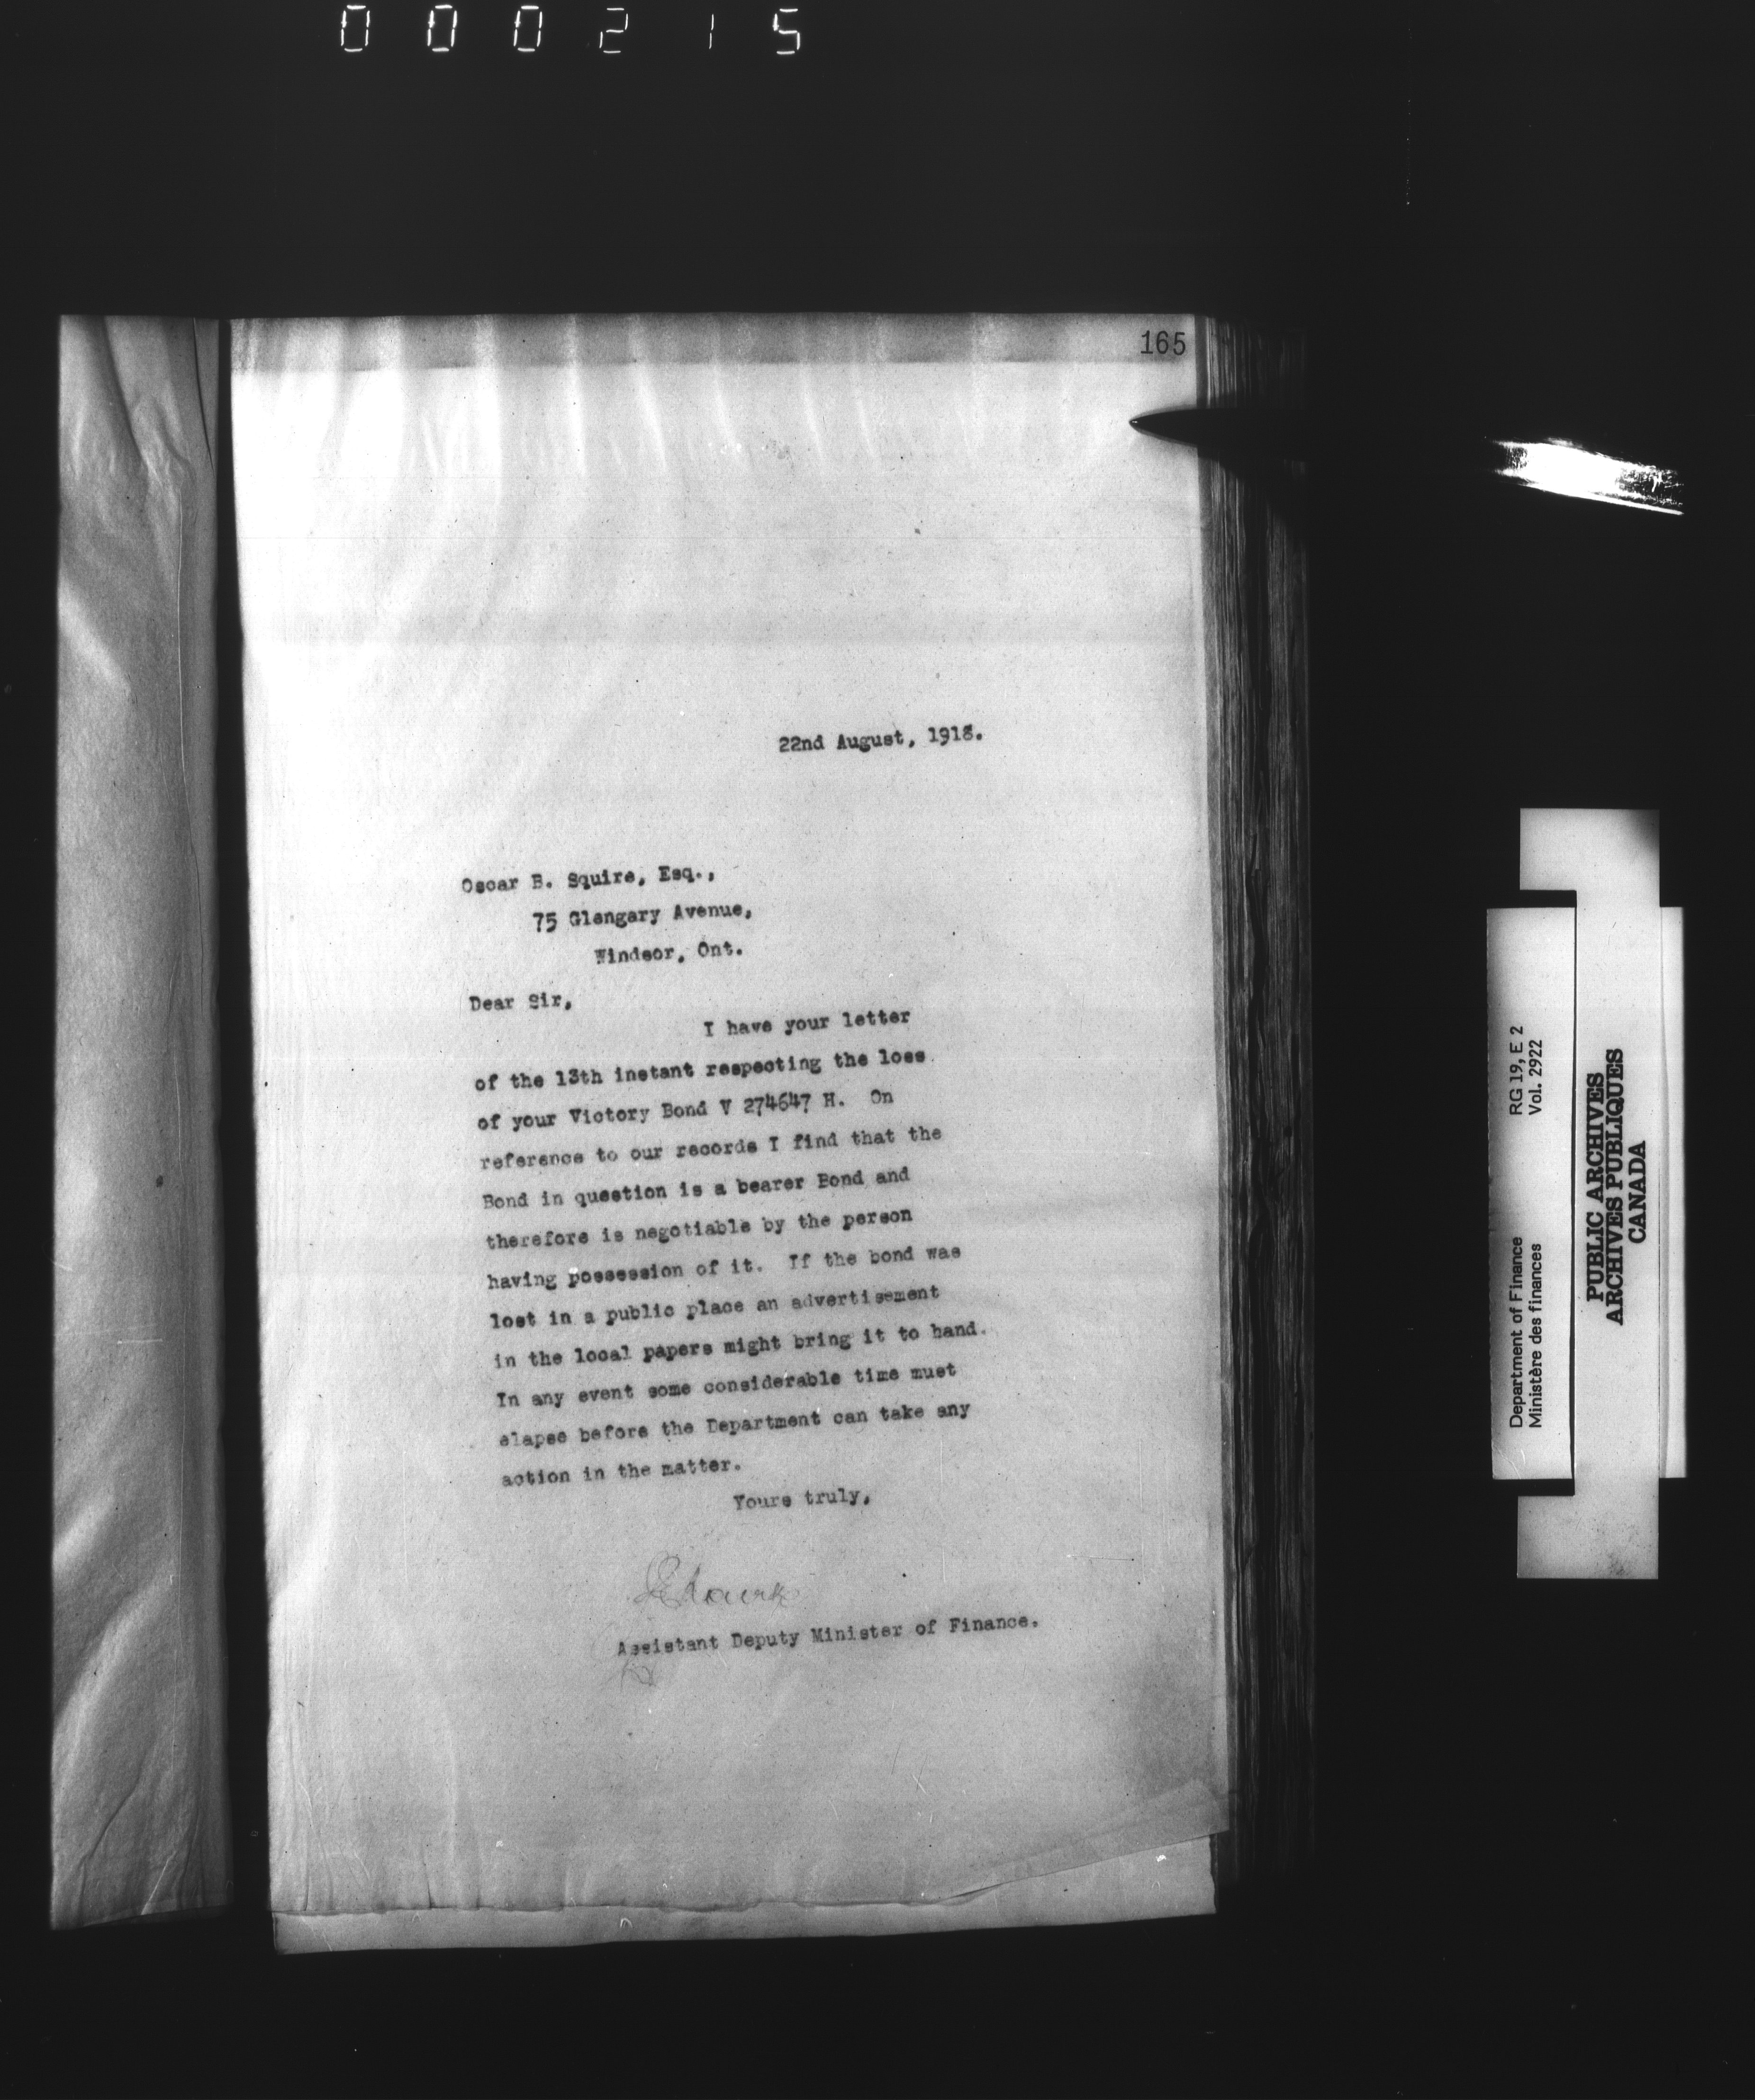 000215
165
22nd August, 1918.
Oscar B. Squire, Esq.,
75 Glengary Avenue,
Windsor, Ont.
Dear Sir,
I have your letter
of the 13th instant respecting the loss
of your Victory Bond V 274647 H. On
reference to our records I find that the
Bond in question is a bearer Bond and
therefore is negotiable by the person
having possession of it. If the bond was
lost in a public place an advertisement
in the local papers might bring it to hand.
In any event some considerable time must
elapse before the Department can take any
action in the matter.
Yours truly,
Assistant Deputy Minister of Finance.
Department of Finance RG 19, E 2
Ministère des finances Vol. 2922
PUBLIC ARCHIVES
ARCHIVES PUBLIQUES
CANADA